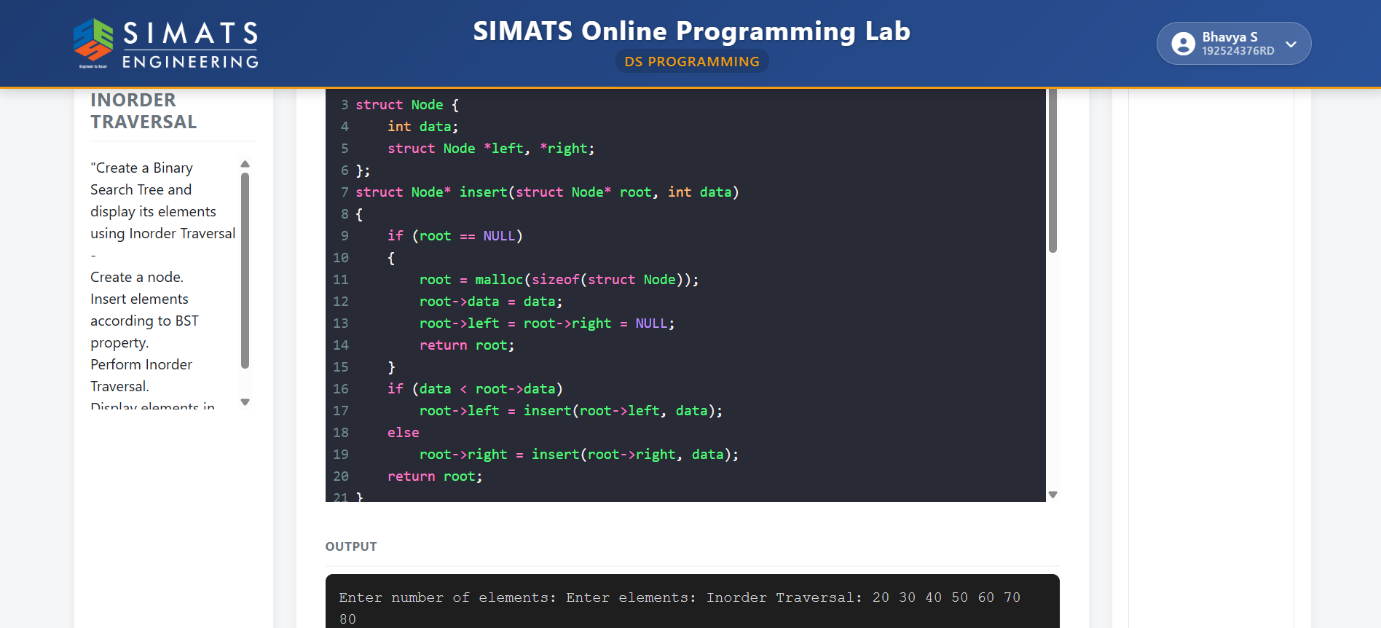 SIMATS
ENGINEERING
Engineer to Excel
SIMATS Online Programming Lab
DS PROGRAMMING
Bhavya S
192524376RD
INORDER
TRAVERSAL
"Create a Binary
Search Tree and
display its elements
using Inorder Traversal
-
Create a node.
Insert elements
according to BST
property.
Perform Inorder
Traversal.
Display elements in
3 struct Node {
4     int data;
5     struct Node *left, *right;
6 };
7 struct Node* insert(struct Node* root, int data)
8 {
9     if (root == NULL)
10     {
11         root = malloc(sizeof(struct Node));
12         root->data = data;
13         root->left = root->right = NULL;
14         return root;
15     }
16     if (data < root->data)
17         root->left = insert(root->left, data);
18     else
19         root->right = insert(root->right, data);
20     return root;
21 }
OUTPUT
Enter number of elements: Enter elements: Inorder Traversal: 20 30 40 50 60 70
80